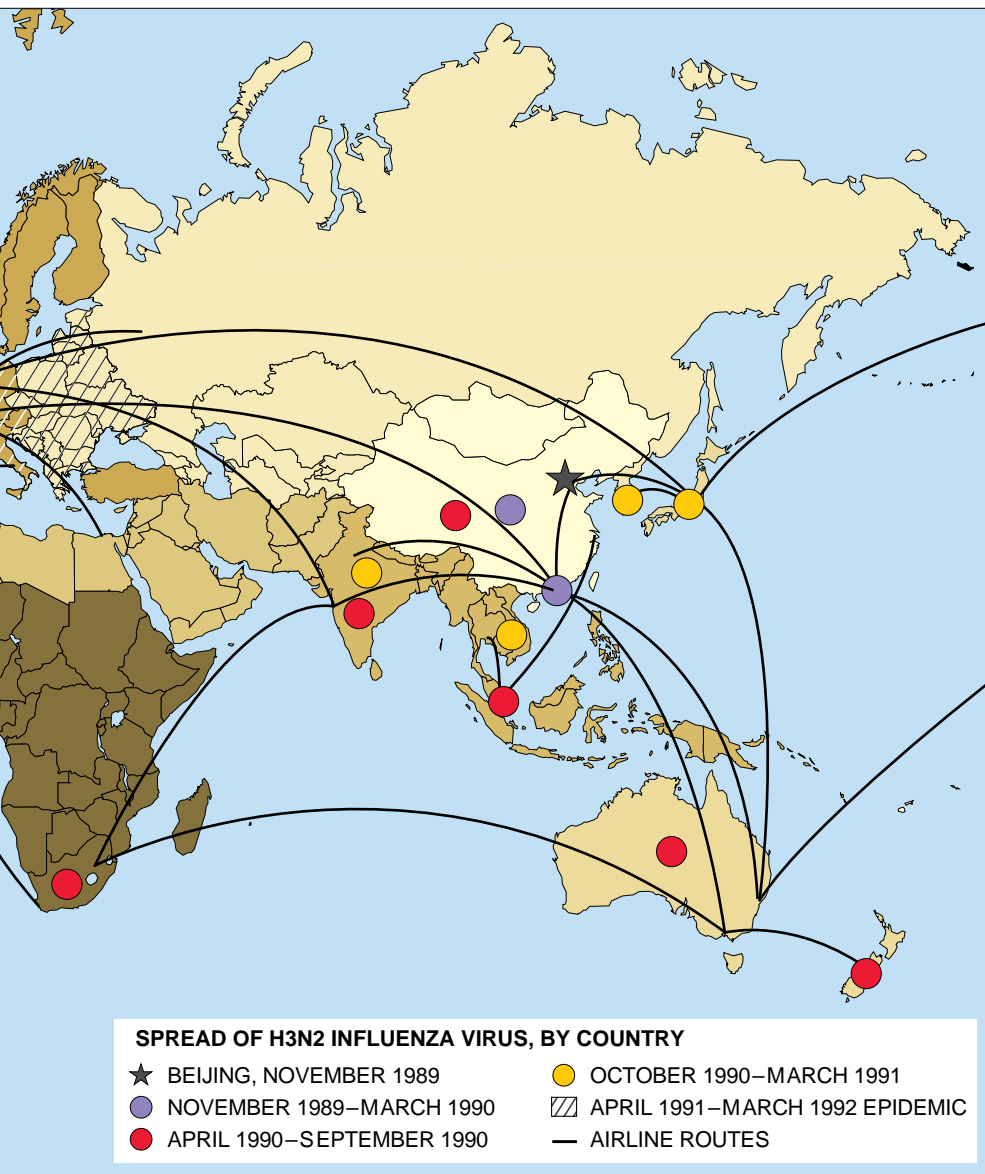 SPREAD OF H3N2 INFLUENZA VIRUS, BY COUNTRY
BEIJING, NOVEMBER 1989
NOVEMBER 1989–MARCH 1990
APRIL 1990–SEPTEMBER 1990
OCTOBER 1990–MARCH 1991
APRIL 1991–MARCH 1992 EPIDEMIC
AIRLINE ROUTES